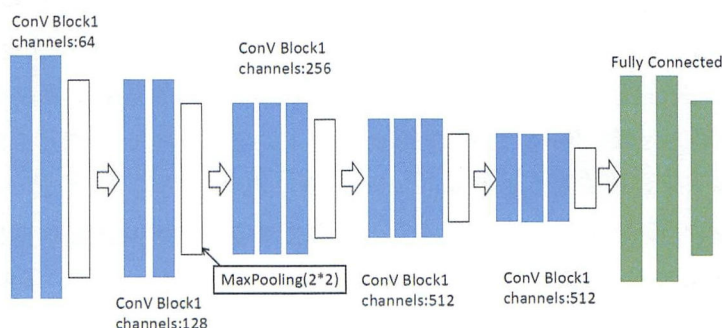 ConV Block1
channels:64
ConV Block1
channels:128
MaxPooling(2*2)
ConV Block1
channels:256
ConV Block1
channels:512
ConV Block1
channels:512
Fully Connected